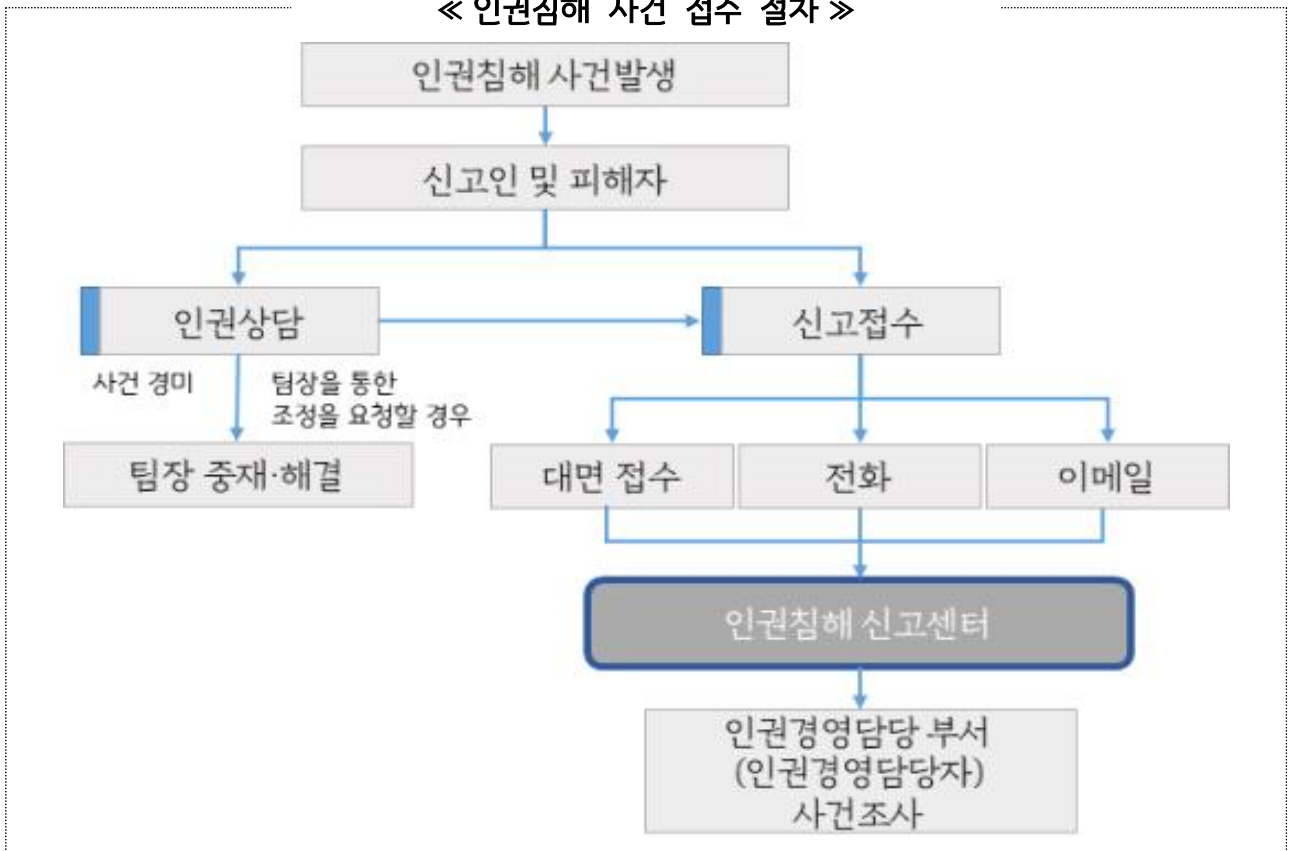 ≪ 인권침해 사건 접수 절차 ≫
인권침해 사건발생
신고인 및 피해자
인권상담
신고접수
사건 경미
팀장을 통한
조정을 요청할 경우
팀장 중재·해결
대면 접수
전화
이메일
인권침해 신고센터
인권경영담당 부서
(인권경영담당자)
사건조사